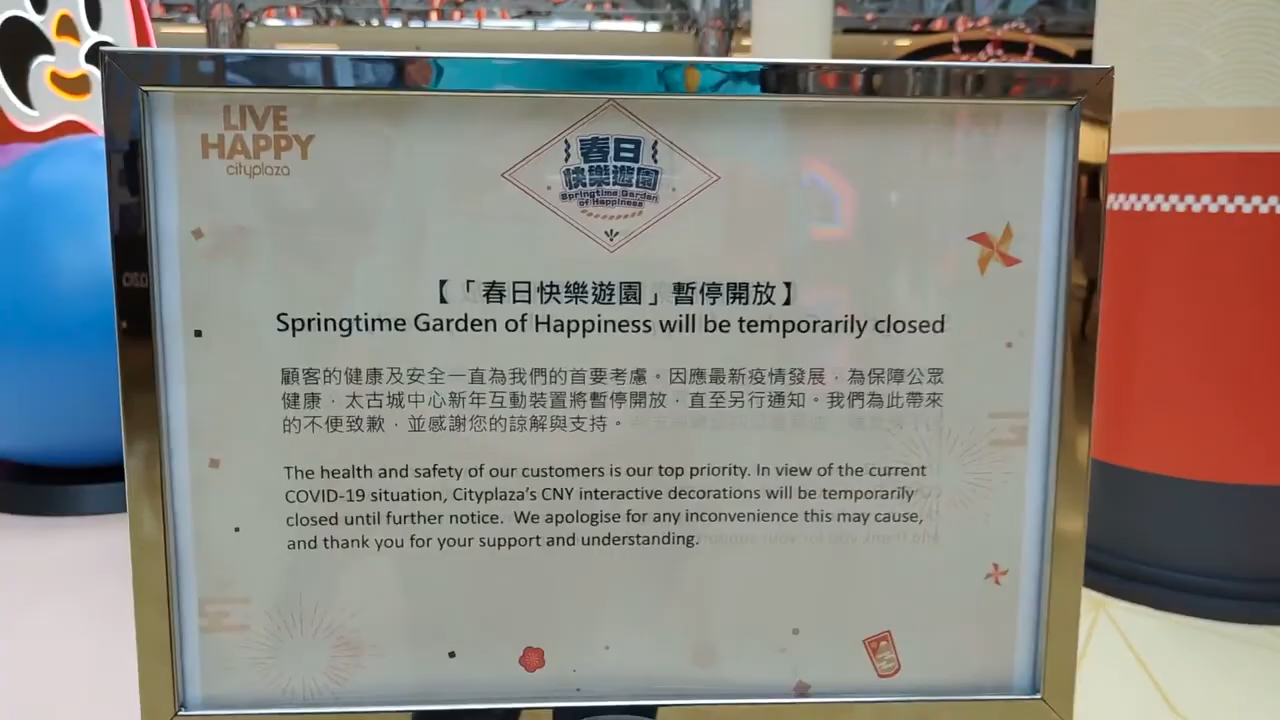 LIVE
HAPPY
cityplaza
春日
快樂遊園
Springtime Garden
of Happiness
【「春日快樂遊園」暫停開放】
Springtime Garden of Happiness will be temporarily closed
顧客的健康及安全一直為我們的首要考慮。因應最新疫情發展，為保障公眾
健康，太古城中心新年互動裝置將暫停開放，直至另行通知。我們為此帶來
的不便致歉，並感謝您的諒解與支持。
The health and safety of our customers is our top priority. In view of the current
COVID-19 situation, Cityplaza's CNY interactive decorations will be temporarily
closed until further notice.  We apologise for any inconvenience this may cause,
and thank you for your support and understanding.